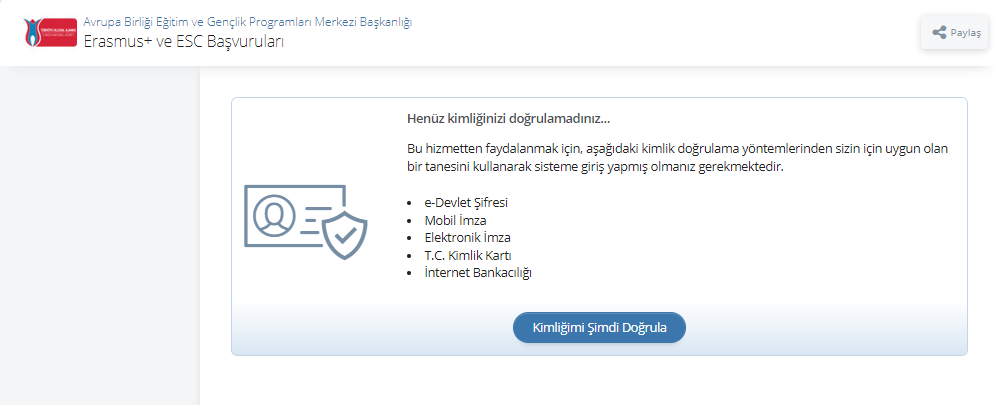 Avrupa Birliği Eğitim ve Gençlik Programları Merkezi Başkanlığı
Erasmus+ ve ESC Başvuruları
Paylaş
Henüz kimliğinizi doğrulamadınız...
Bu hizmetten faydalanmak için, aşağıdaki kimlik doğrulama yöntemlerinden sizin için uygun olan
bir tanesini kullanarak sisteme giriş yapmış olmanız gerekmektedir.
• e-Devlet Şifresi
• Mobil İmza
• Elektronik İmza
• T.C. Kimlik Kartı
• İnternet Bankacılığı
Kimliğimi Şimdi Doğrula